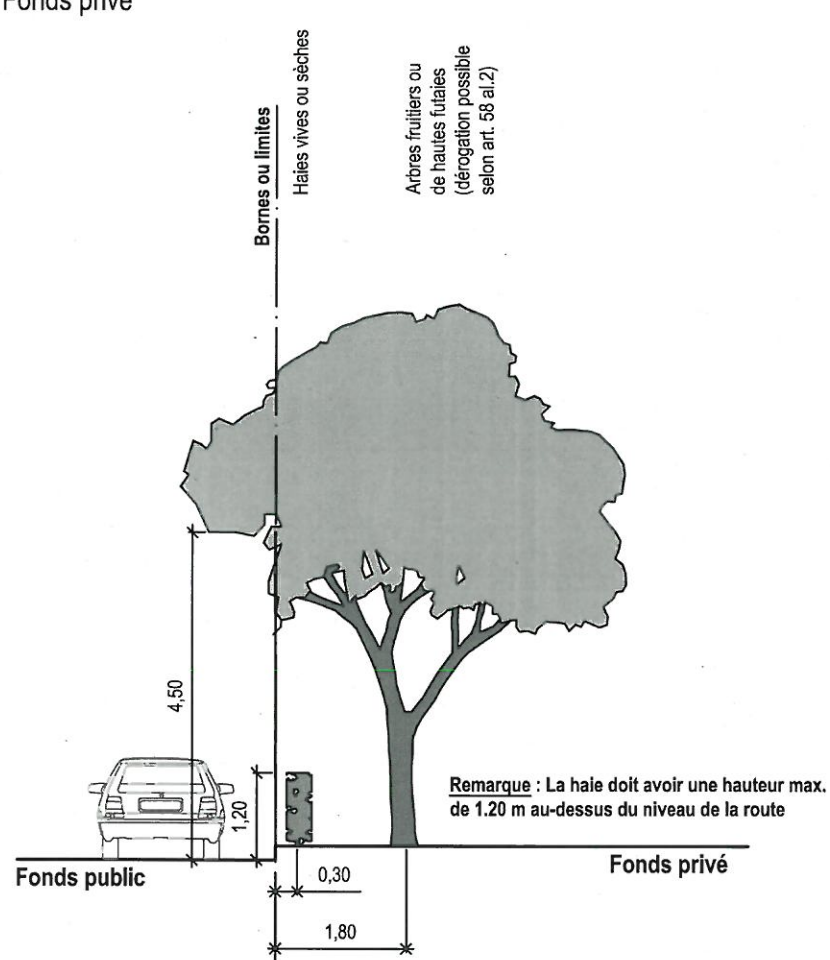 Fonds privé
Bornes ou limites
Haies vives ou sèches
Arbres fruitiers ou
de hautes futaies
(dérogation possible
selon art. 58 al.2)
4,50
1,20
Remarque : La haie doit avoir une hauteur max.
de 1.20 m au-dessus du niveau de la route
Fonds public
Fonds privé
0,30
1,80